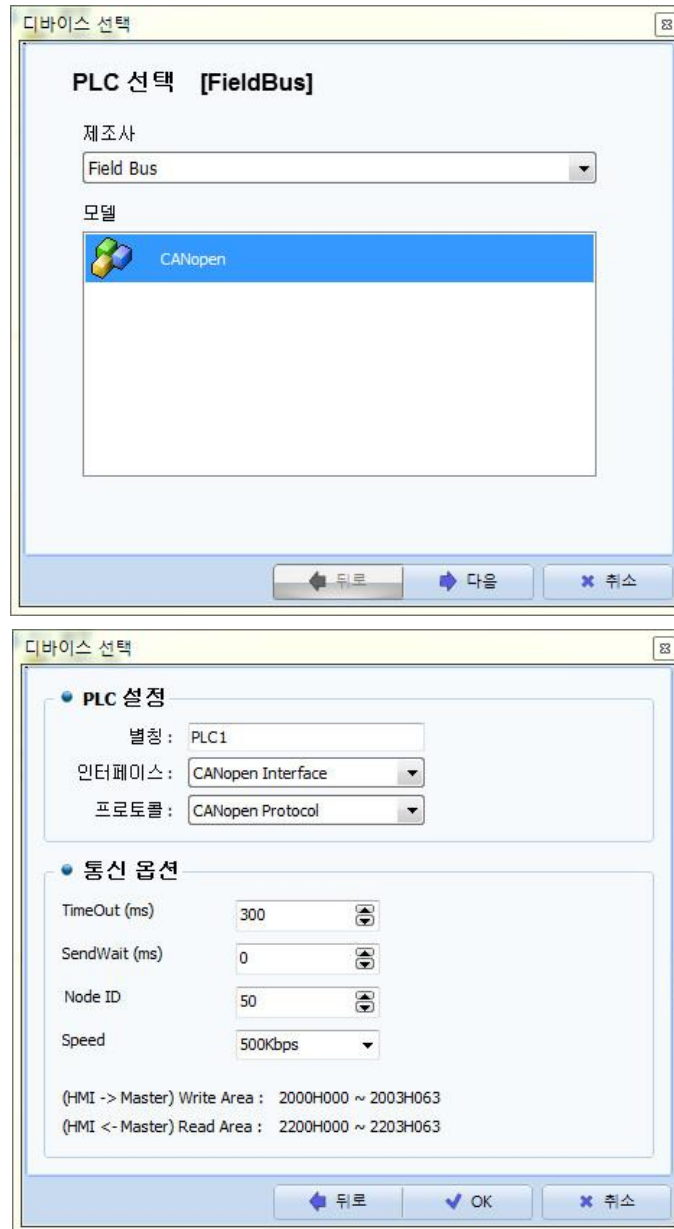 디바이스 선택
PLC 선택 [FieldBus]
제조사
Field Bus
모델
CANopen
뒤로 다음 취소
디바이스 선택
PLC 설정
별칭 : PLC1
인터페이스 : CANopen Interface
프로토콜 : CANopen Protocol
통신 옵션
TimeOut (ms) 300
SendWait (ms) 0
Node ID 50
Speed 500Kbps
(HMI -> Master) Write Area : 2000H000 ~ 2003H063
(HMI <- Master) Read Area : 2200H000 ~ 2203H063
뒤로 OK 취소